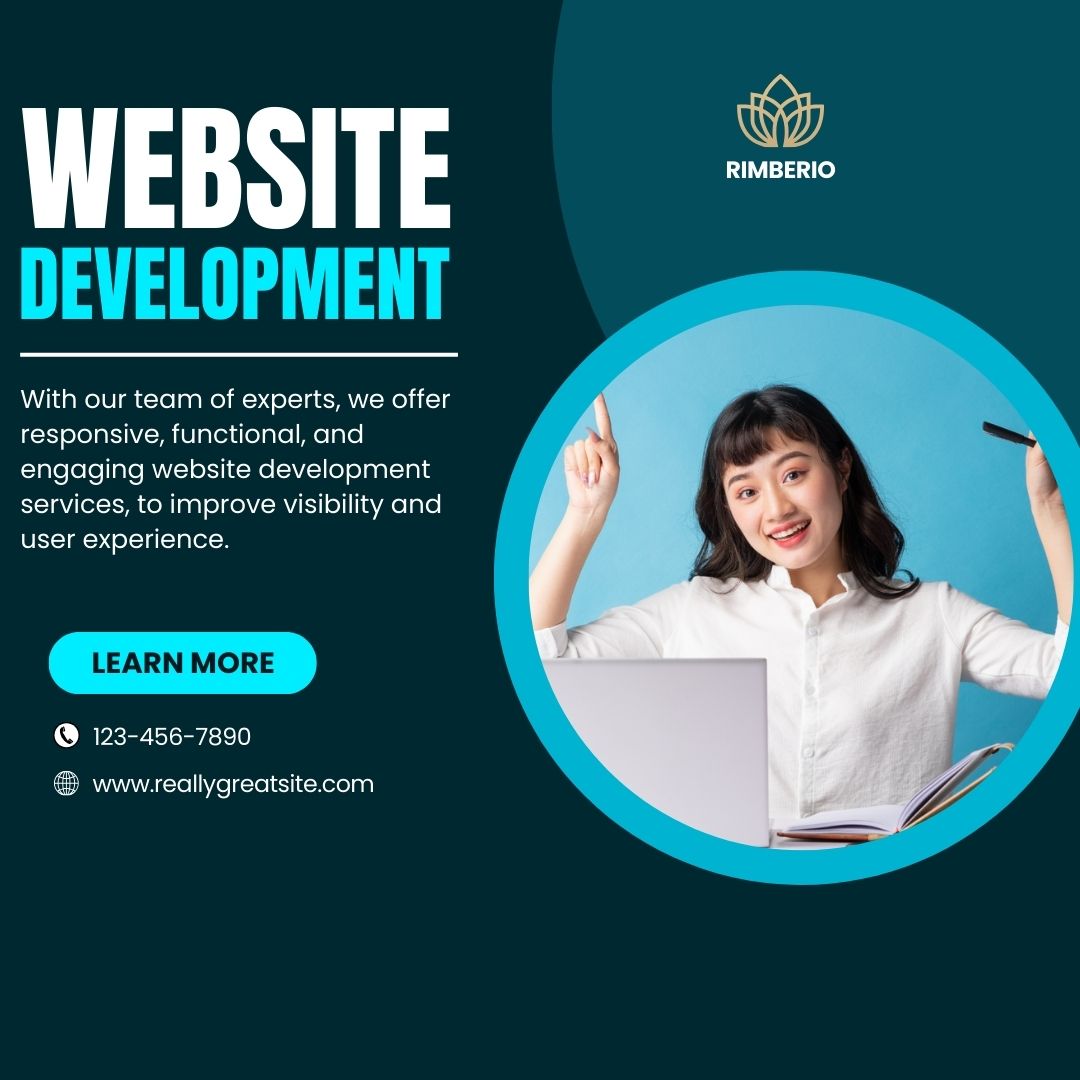 WEBSITE
DEVELOPMENT
RIMBERIO
With our team of experts, we offer
responsive, functional, and
engaging website development
services, to improve visibility and
user experience.
LEARN MORE
123-456-7890
www.reallygreatsite.com